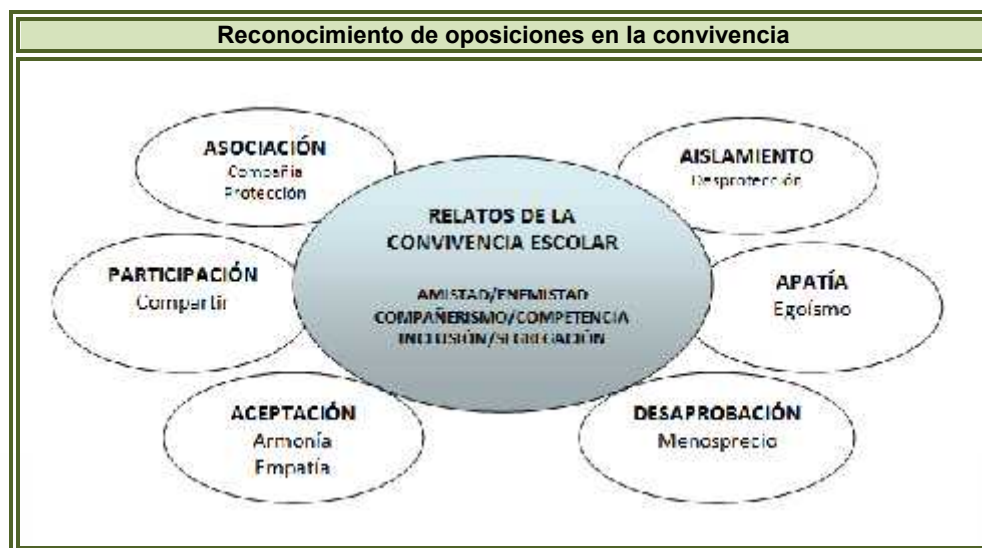 Reconocimiento de oposiciones en la convivencia
ASOCIACIÓN
Compañia
Protección
AISLAMIENTO
Desprotección
RELATOS DE LA
CONVIVENCIA ESCOLAR
AMISTAD/ENEMISTAD
COMPAÑERISMO/COMPETENCIA
INCLUSIÓN/SEGREGACIÓN
PARTICIPACIÓN
Compartir
APATÍA
Egoísmo
ACEPTACIÓN
Armonía
Empatía
DESAPROBACIÓN
Menosprecio